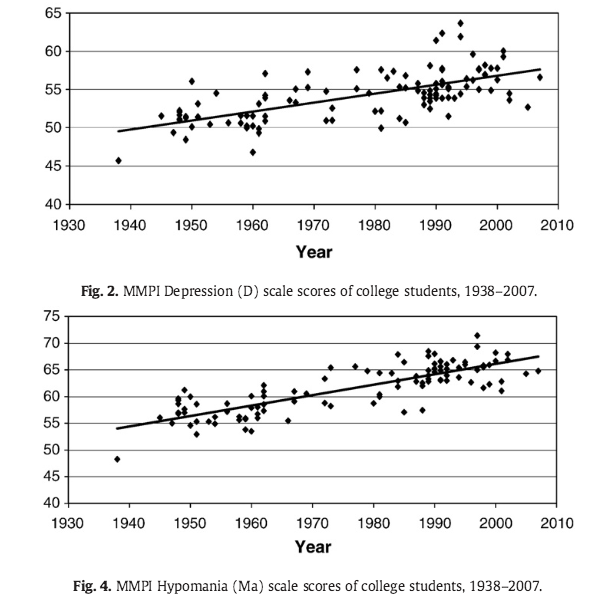 65
60
55
50
45
40
1930 1940 1950 1960 1970 1980 1990 2000 2010
Year
Fig. 2. MMPI Depression (D) scale scores of college students, 1938–2007.
75
70
65
60
55
50
45
40
1930 1940 1950 1960 1970 1980 1990 2000 2010
Year
Fig. 4. MMPI Hypomania (Ma) scale scores of college students, 1938–2007.